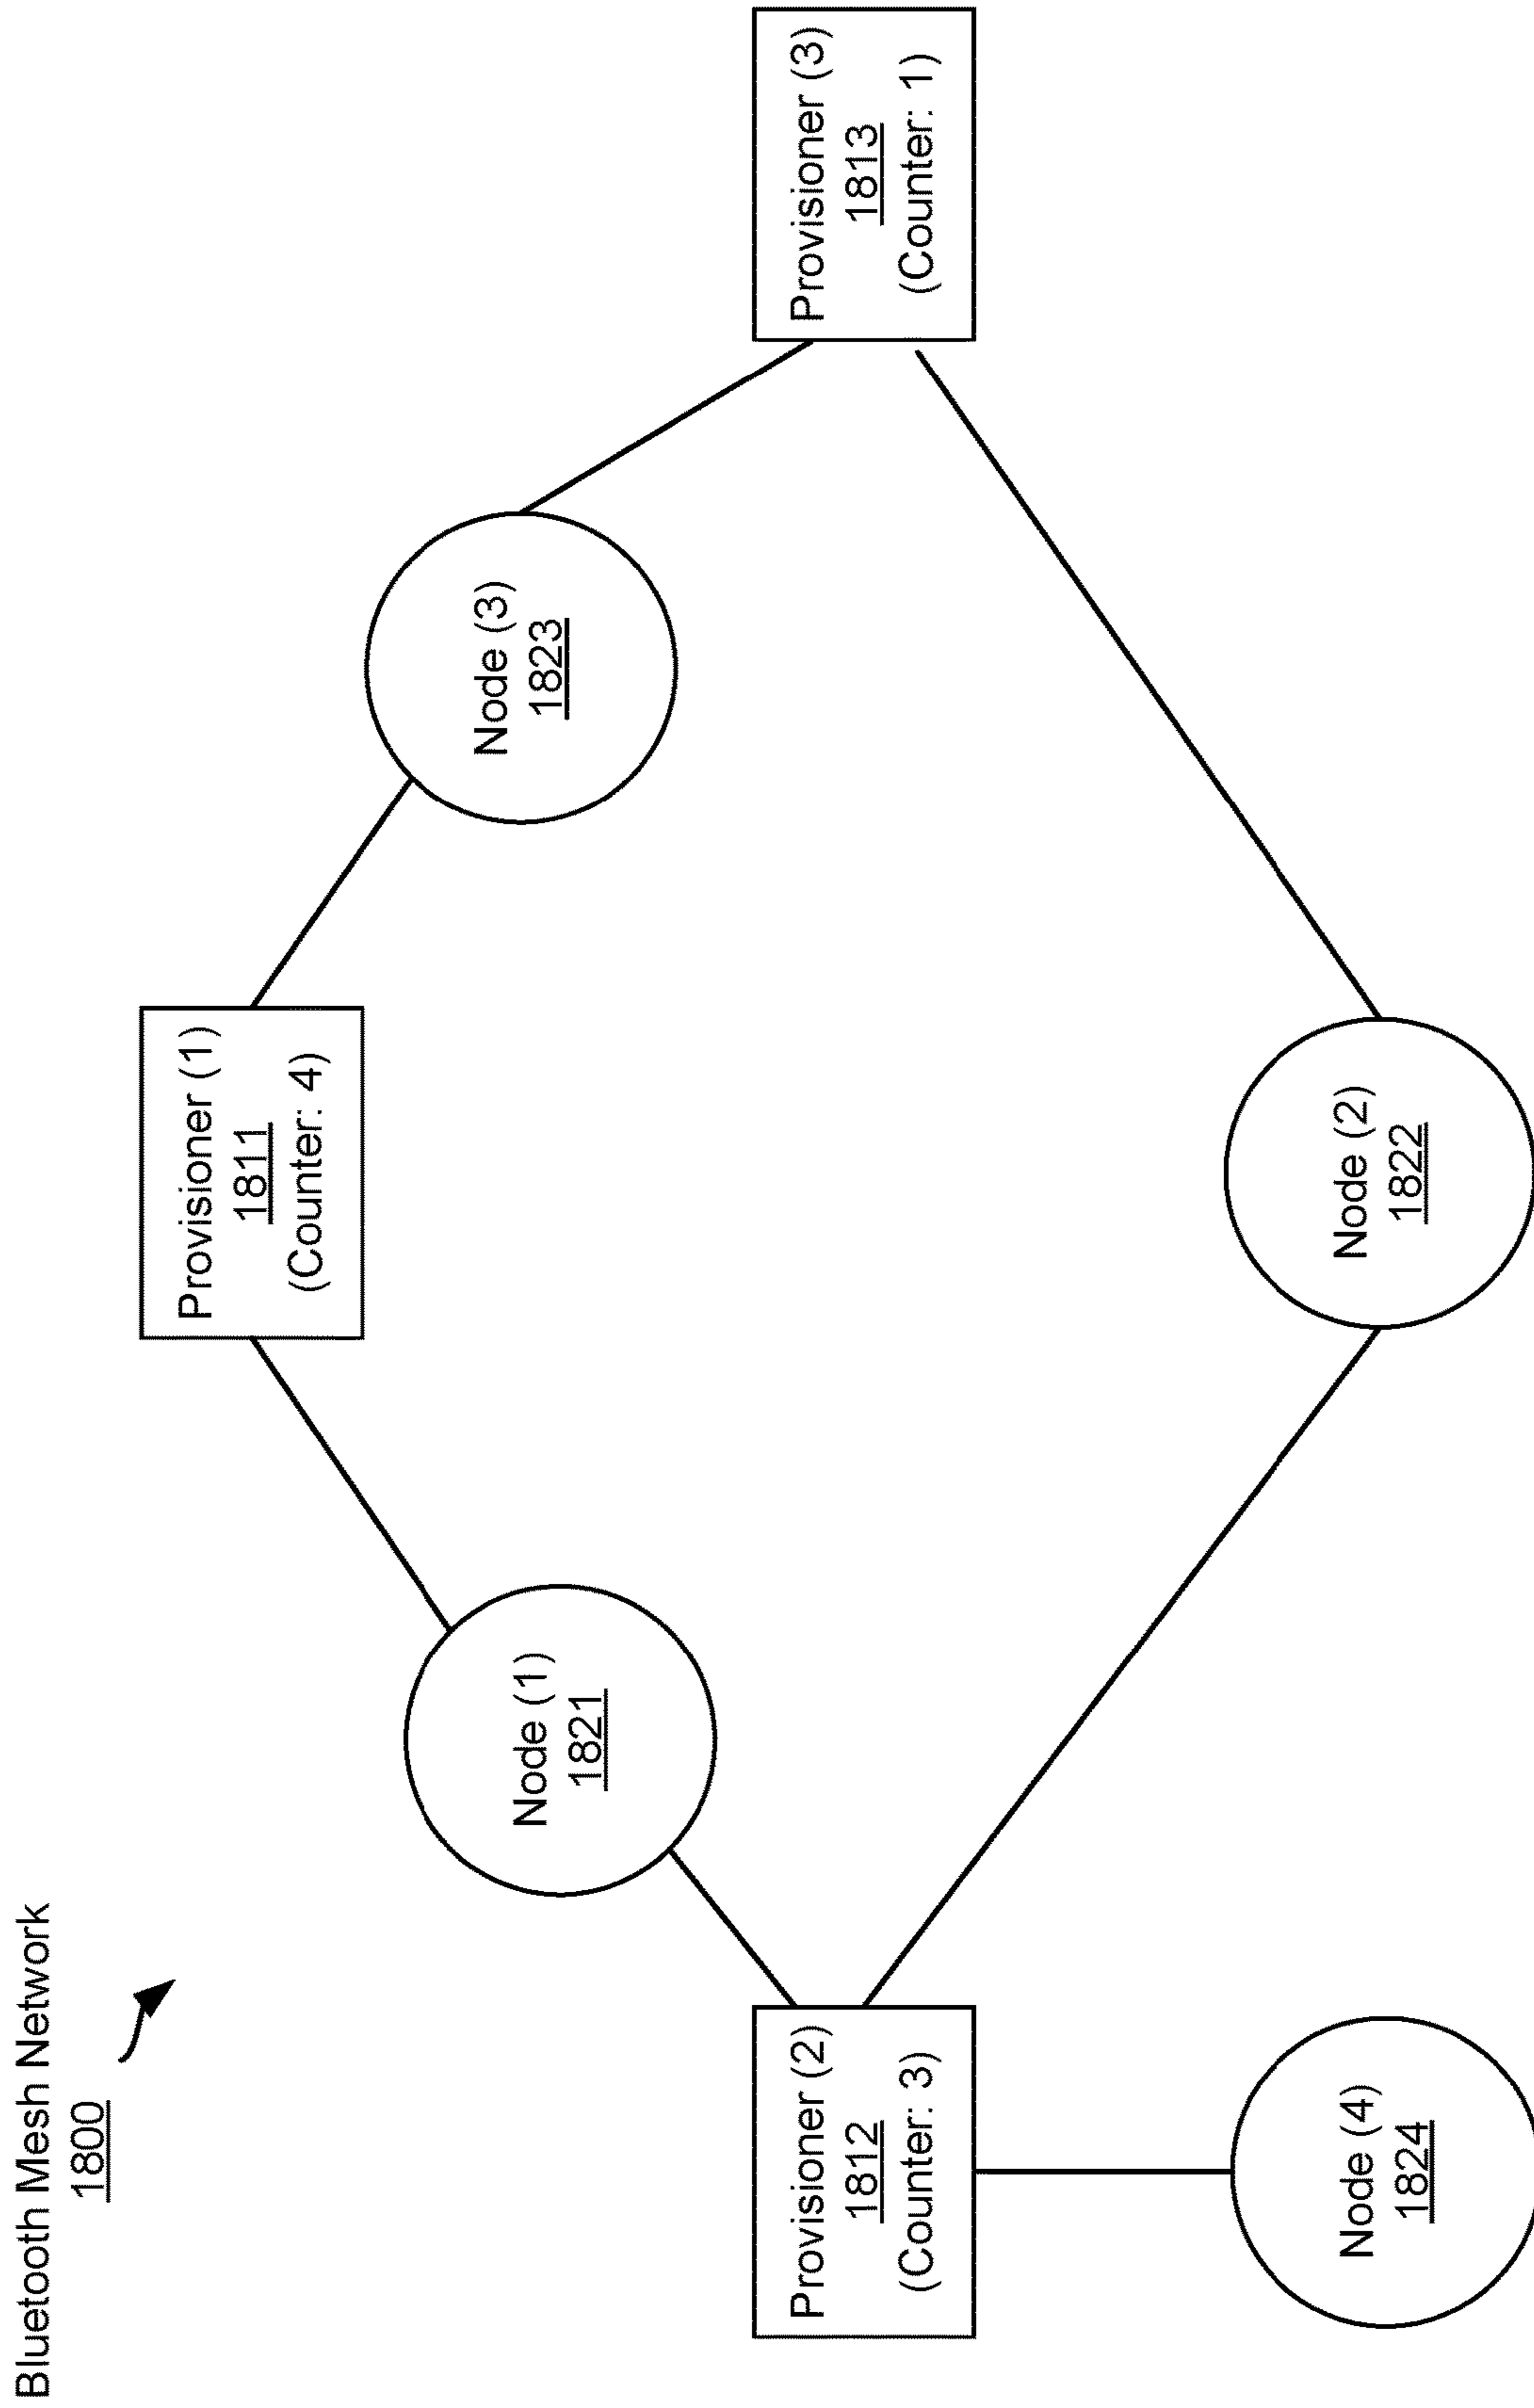 Bluetooth Mesh Network
1800
Provisioner (1)
1811
(Counter: 4)
Node (1)
1821
Node (3)
1823
Provisioner (2)
1812
(Counter: 3)
Provisioner (3)
1813
(Counter: 1)
Node (4)
1824
Node (2)
1822